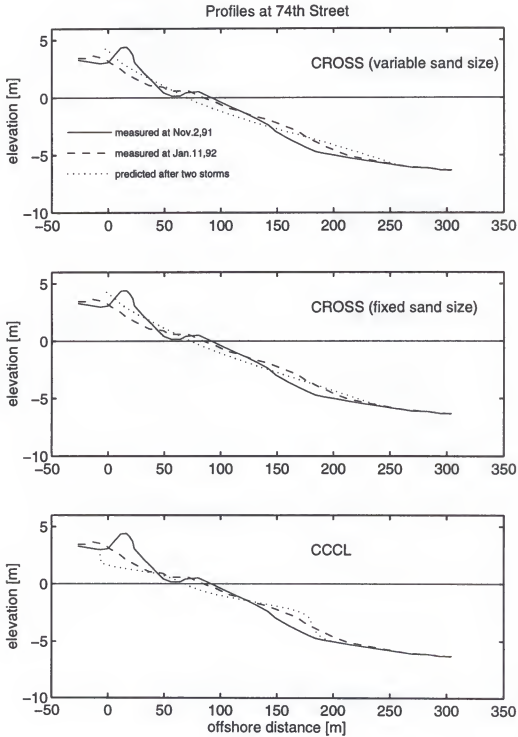 Profiles at 74th Street
5
0
−5
−10
elevation [m]
CROSS (variable sand size)
measured at Nov.2,91
measured at Jan.11,92
predicted after two storms
−50 0 50 100 150 200 250 300 350
5
0
−5
−10
elevation [m]
CROSS (fixed sand size)
−50 0 50 100 150 200 250 300 350
5
0
−5
−10
elevation [m]
CCCL
−50 0 50 100 150 200 250 300 350
offshore distance [m]